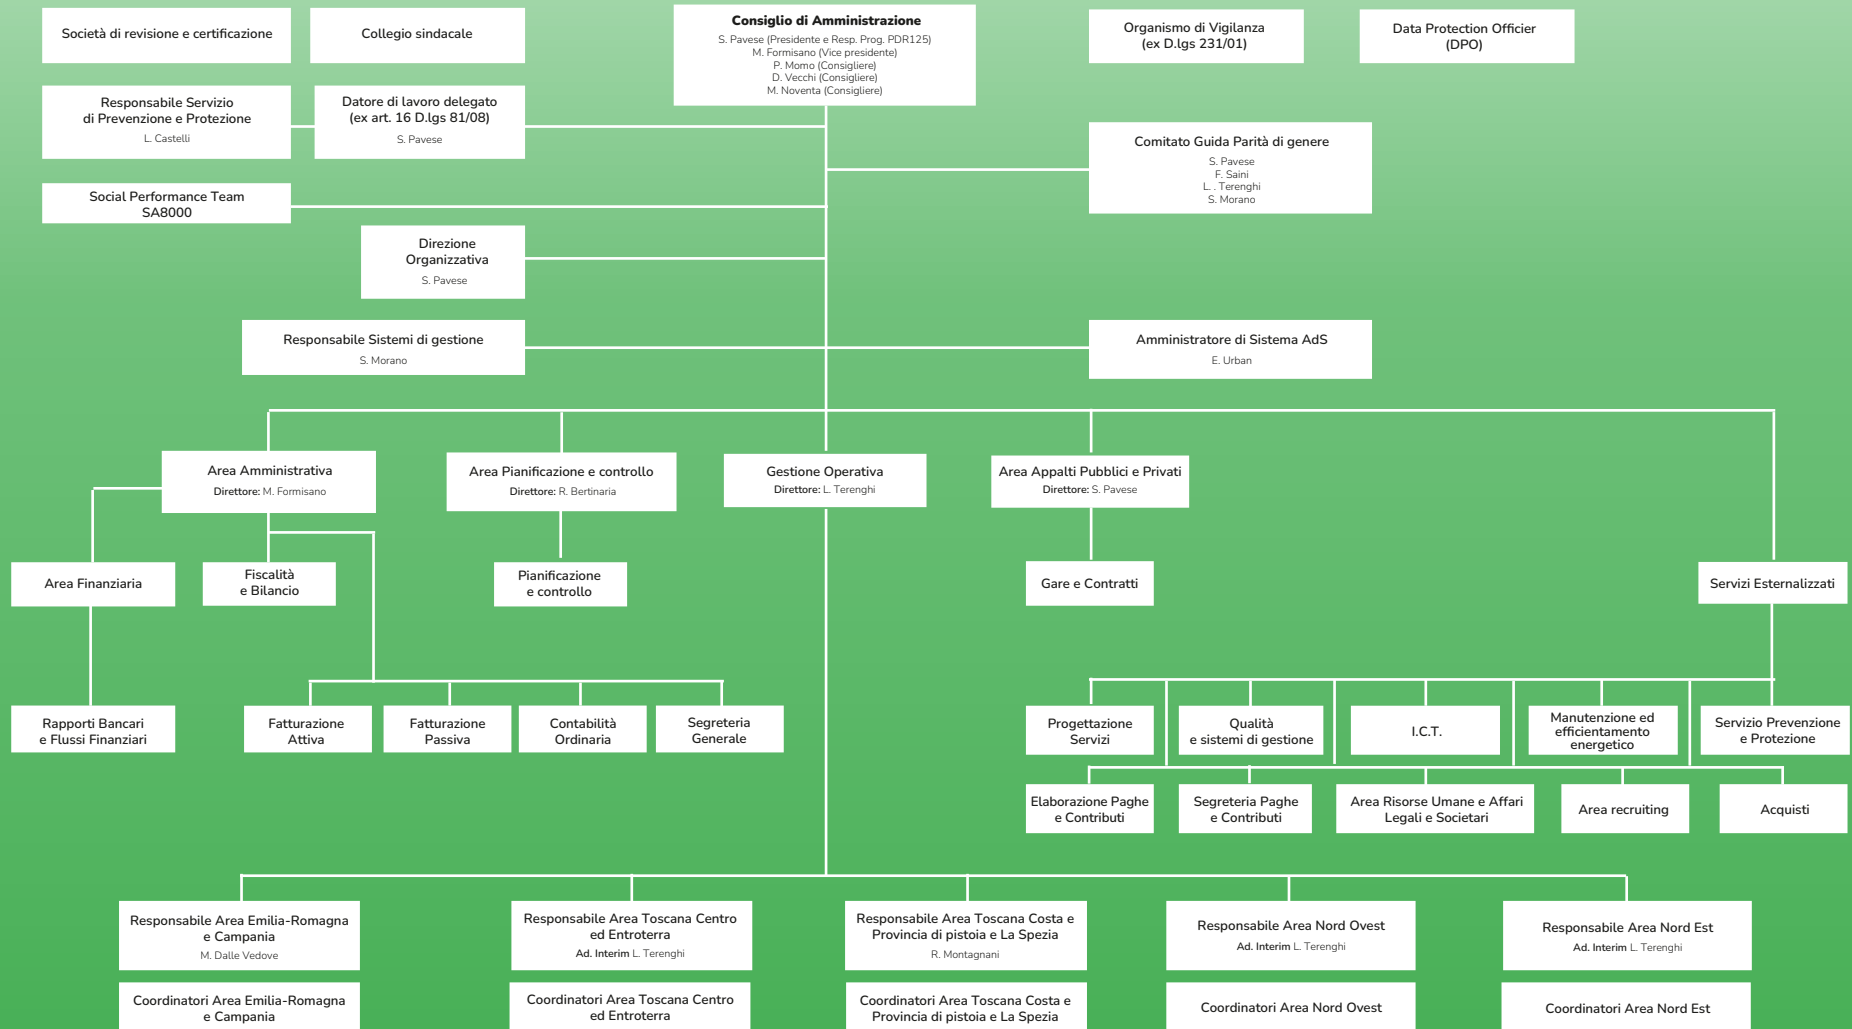 Società di revisione e certificazione
Collegio sindacale
Consiglio di Amministrazione
S. Pavese (Presidente e Resp. Prog. PDR125)
M. Formisano (Vice presidente)
P. Momo (Consigliere)
D. Vecchi (Consigliere)
M. Noventa (Consigliere)
Organismo di Vigilanza
(ex D.lgs 231/01)
Data Protection Officier
(DPO)
Responsabile Servizio
di Prevenzione e Protezione
L. Castelli
Datore di lavoro delegato
(ex art. 16 D.lgs 81/08)
S. Pavese
Comitato Guida Parità di genere
S. Pavese
F. Saini
L. . Terenghi
S. Morano
Social Performance Team
SA8000
Direzione
Organizzativa
S. Pavese
Responsabile Sistemi di gestione
S. Morano
Amministratore di Sistema AdS
E. Urban
Area Amministrativa
Direttore: M. Formisano
Area Pianificazione e controllo
Direttore: R. Bertinaria
Gestione Operativa
Direttore: L. Terenghi
Area Appalti Pubblici e Privati
Direttore: S. Pavese
Area Finanziaria
Fiscalità
e Bilancio
Pianificazione
e controllo
Gare e Contratti
Servizi Esternalizzati
Rapporti Bancari
e Flussi Finanziari
Fatturazione
Attiva
Fatturazione
Passiva
Contabilità
Ordinaria
Segreteria
Generale
Progettazione
Servizi
Qualità
e sistemi di gestione
I.C.T.
Manutenzione ed
efficientamento
energetico
Servizio Prevenzione
e Protezione
Elaborazione Paghe
e Contributi
Segreteria Paghe
e Contributi
Area Risorse Umane e Affari
Legali e Societari
Area recruiting
Acquisti
Responsabile Area Emilia-Romagna
e Campania
M. Dalle Vedove
Responsabile Area Toscana Centro
ed Entroterra
Ad. Interim L. Terenghi
Responsabile Area Toscana Costa e
Provincia di pistoia e La Spezia
R. Montagnani
Responsabile Area Nord Ovest
Ad. Interim L. Terenghi
Responsabile Area Nord Est
Ad. Interim L. Terenghi
Coordinatori Area Emilia-Romagna
e Campania
Coordinatori Area Toscana Centro
ed Entroterra
Coordinatori Area Toscana Costa e
Provincia di pistoia e La Spezia
Coordinatori Area Nord Ovest
Coordinatori Area Nord Est